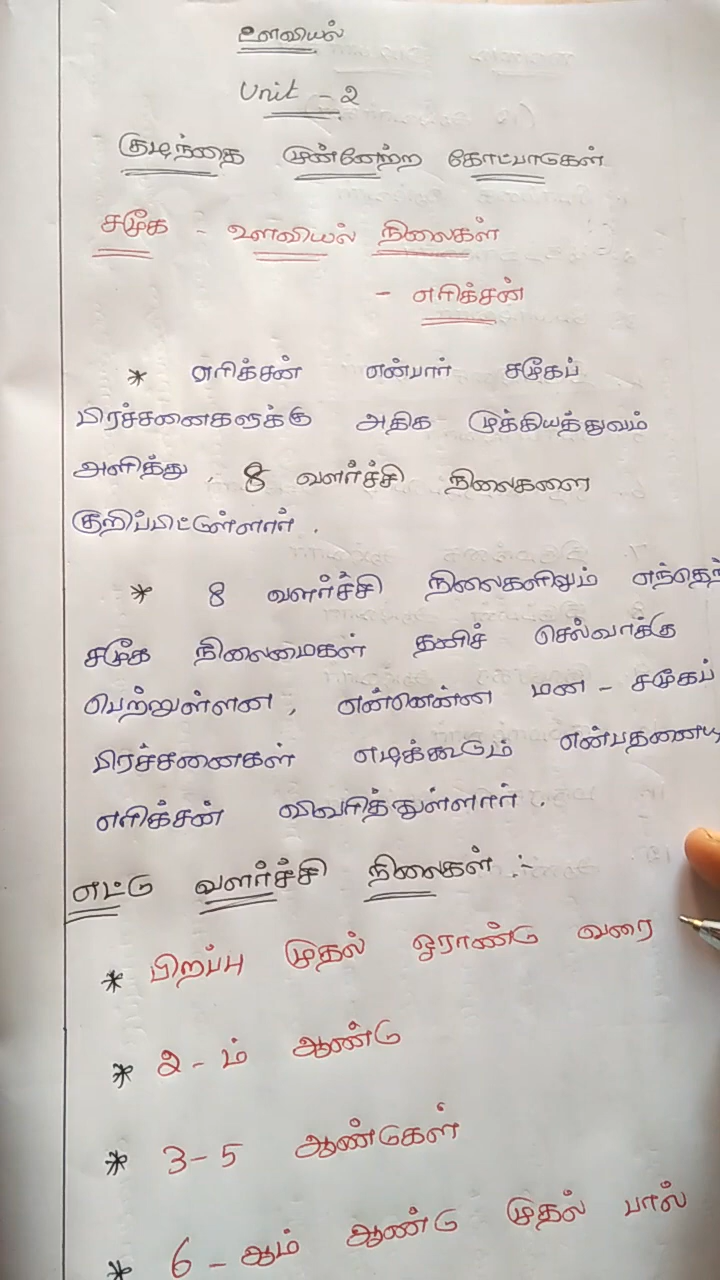 உளவியல்
Unit - 2
குழந்தை முன்னேற்ற கோட்பாடுகள்
சமூக - உளவியல் நிலைகள்
- எரிக்சன்
* எரிக்சன் என்பார் சமூகப்
பிரச்சனைகளுக்கு அதிக முக்கியத்துவம்
அளித்து, 8 வளர்ச்சி நிலைகளை
குறிப்பிட்டுள்ளார்.
* 8 வளர்ச்சி நிலைகளிலும் எந்தெந்
சமூக நிலைமைகள் தனிச் செல்வாக்கு
பெற்றுள்ளன, என்னென்ன மன - சமூகப்
பிரச்சனைகள் எழக்கூடும் என்பதனையு
எரிக்சன் விவரித்துள்ளார்.
எட்டு வளர்ச்சி நிலைகள் :-
* பிறப்பு முதல் ஓராண்டு வரை
* 2 - ம் ஆண்டு
* 3 - 5 ஆண்டுகள்
* 6 - ஆம் ஆண்டு முதல் பால்